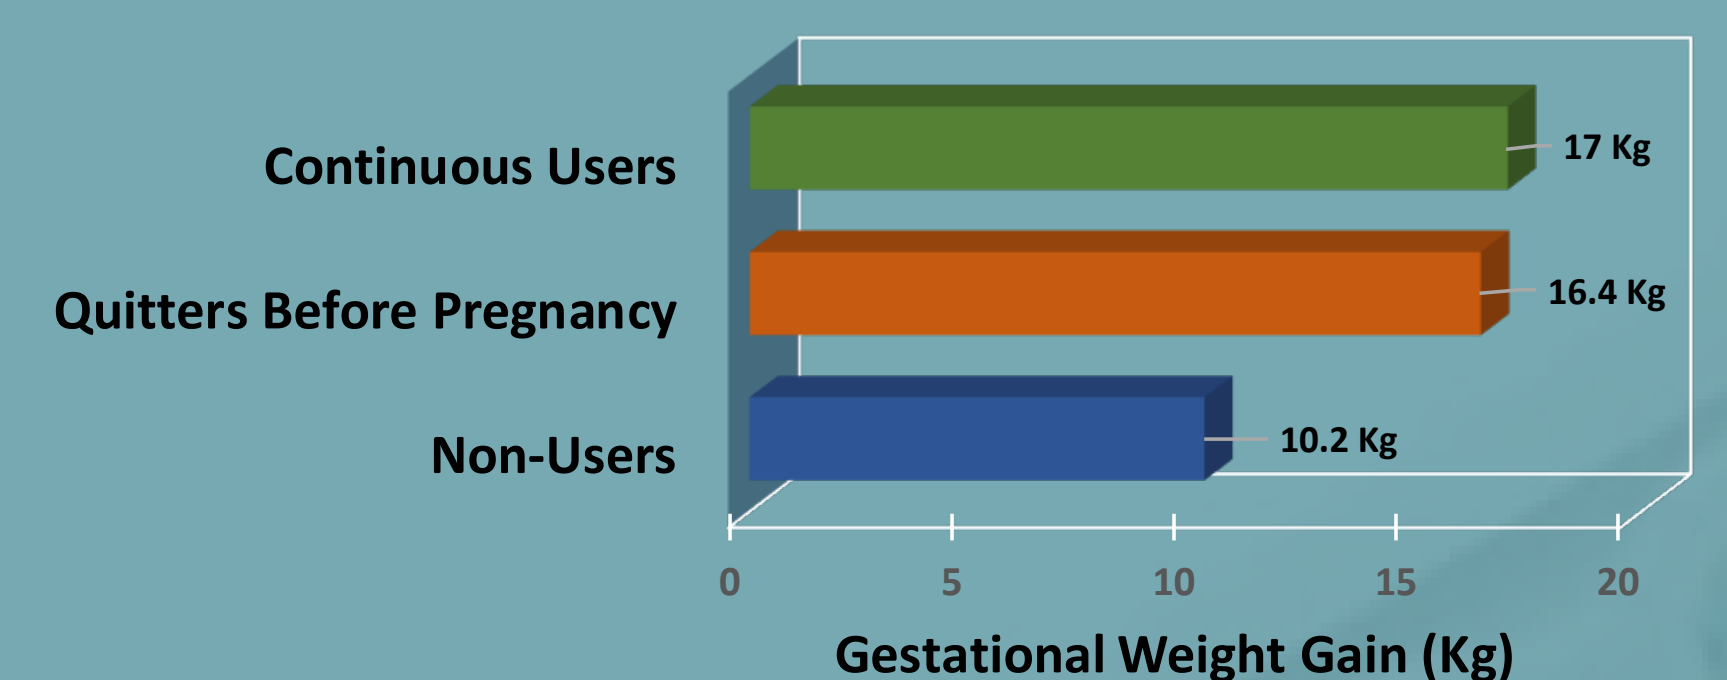 Continuous Users
17 Kg
Quitters Before Pregnancy
16.4 Kg
Non-Users
10.2 Kg
0 5 10 15 20
Gestational Weight Gain (Kg)